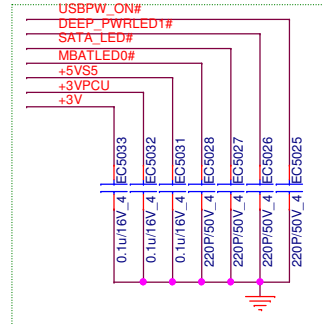 USBPW_ON#
DEEP_PWRLED1#
SATA_LED#
MBATLED0#
+5VS5
+3VPCU
+3V
EC5033
EC5032
EC5031
EC5028
EC5027
EC5026
EC5025
0.1u/16V_4
0.1u/16V_4
0.1u/16V_4
220P/50V_4
220P/50V_4
220P/50V_4
220P/50V_4